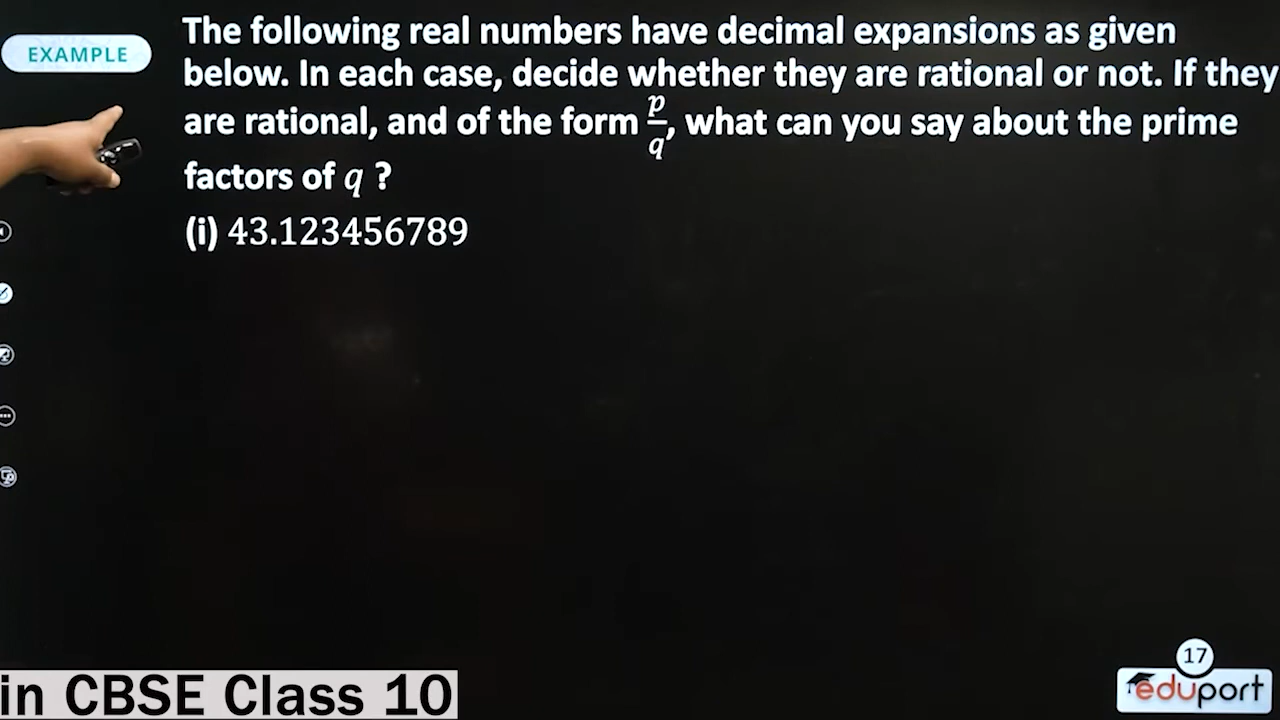 EXAMPLE
The following real numbers have decimal expansions as given
below. In each case, decide whether they are rational or not. If they
are rational, and of the form p/q, what can you say about the prime
factors of q ?
(i) 43.123456789
17
eduport
in CBSE Class 10